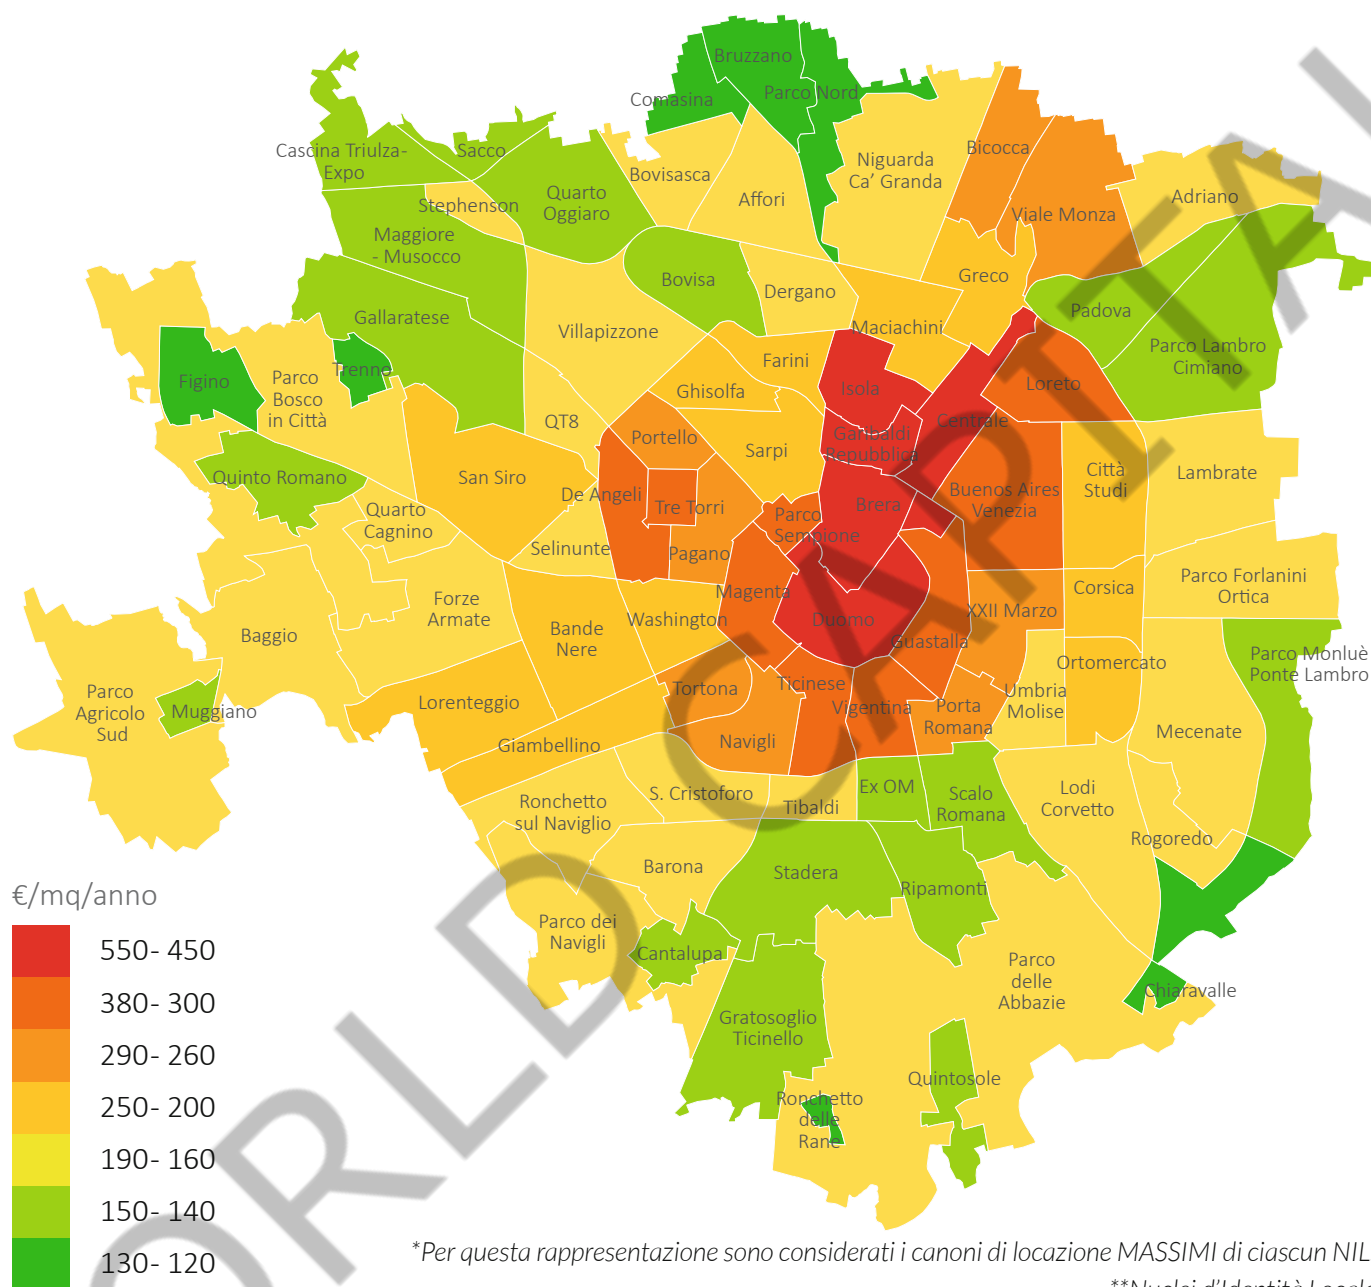 Bruzzano
Comasina
Parco Nord
Cascina Triulza-
Expo
Sacco
Bovisasca
Niguarda
Ca' Granda
Bicocca
Stephenson
Quarto
Oggiaro
Affori
Viale Monza
Adriano
Maggiore
- Musocco
Bovisa
Dergano
Greco
Gallaratese
Villapizzone
Maciachini
Padova
Parco Lambro
Cimiano
Figino
Parco
Bosco
in Città
Trenno
Farini
Ghisolfa
Isola
Loreto
QT8
Portello
Sarpi
Garibaldi
Repubblica
Centrale
Quinto Romano
San Siro
De Angeli
Tre Torri
Brera
Buenos Aires
Venezia
Città
Studi
Lambrate
Quarto
Cagnino
Parco
Sempione
Selinunte
Pagano
Magenta
Forze
Armate
Baggio
Bande
Nere
Washington
Duomo
Guastalla
XXII Marzo
Corsica
Parco Forlanini
Ortica
Parco
Agricolo
Sud
Muggiano
Lorenteggio
Tortona
Ticinese
Vigentina
Porta
Romana
Umbria
Molise
Ortomercato
Parco Monluè
Ponte Lambro
Giambellino
Navigli
Mecenate
Ronchetto
sul Naviglio
S. Cristoforo
Tibaldi
Ex OM
Scalo
Romana
Lodi
Corvetto
Rogoredo
Barona
Stadera
Ripamonti
Parco dei
Navigli
Cantalupa
Parco
delle
Abbazie
Chiaravalle
Gratosoglio
Ticinello
Quintosole
Ronchetto
delle
Rane
€/mq/anno
550- 450
380- 300
290- 260
250- 200
190- 160
150- 140
130- 120
*Per questa rappresentazione sono considerati i canoni di locazione MASSIMI di ciascun NIL
ORLD CAPITAL